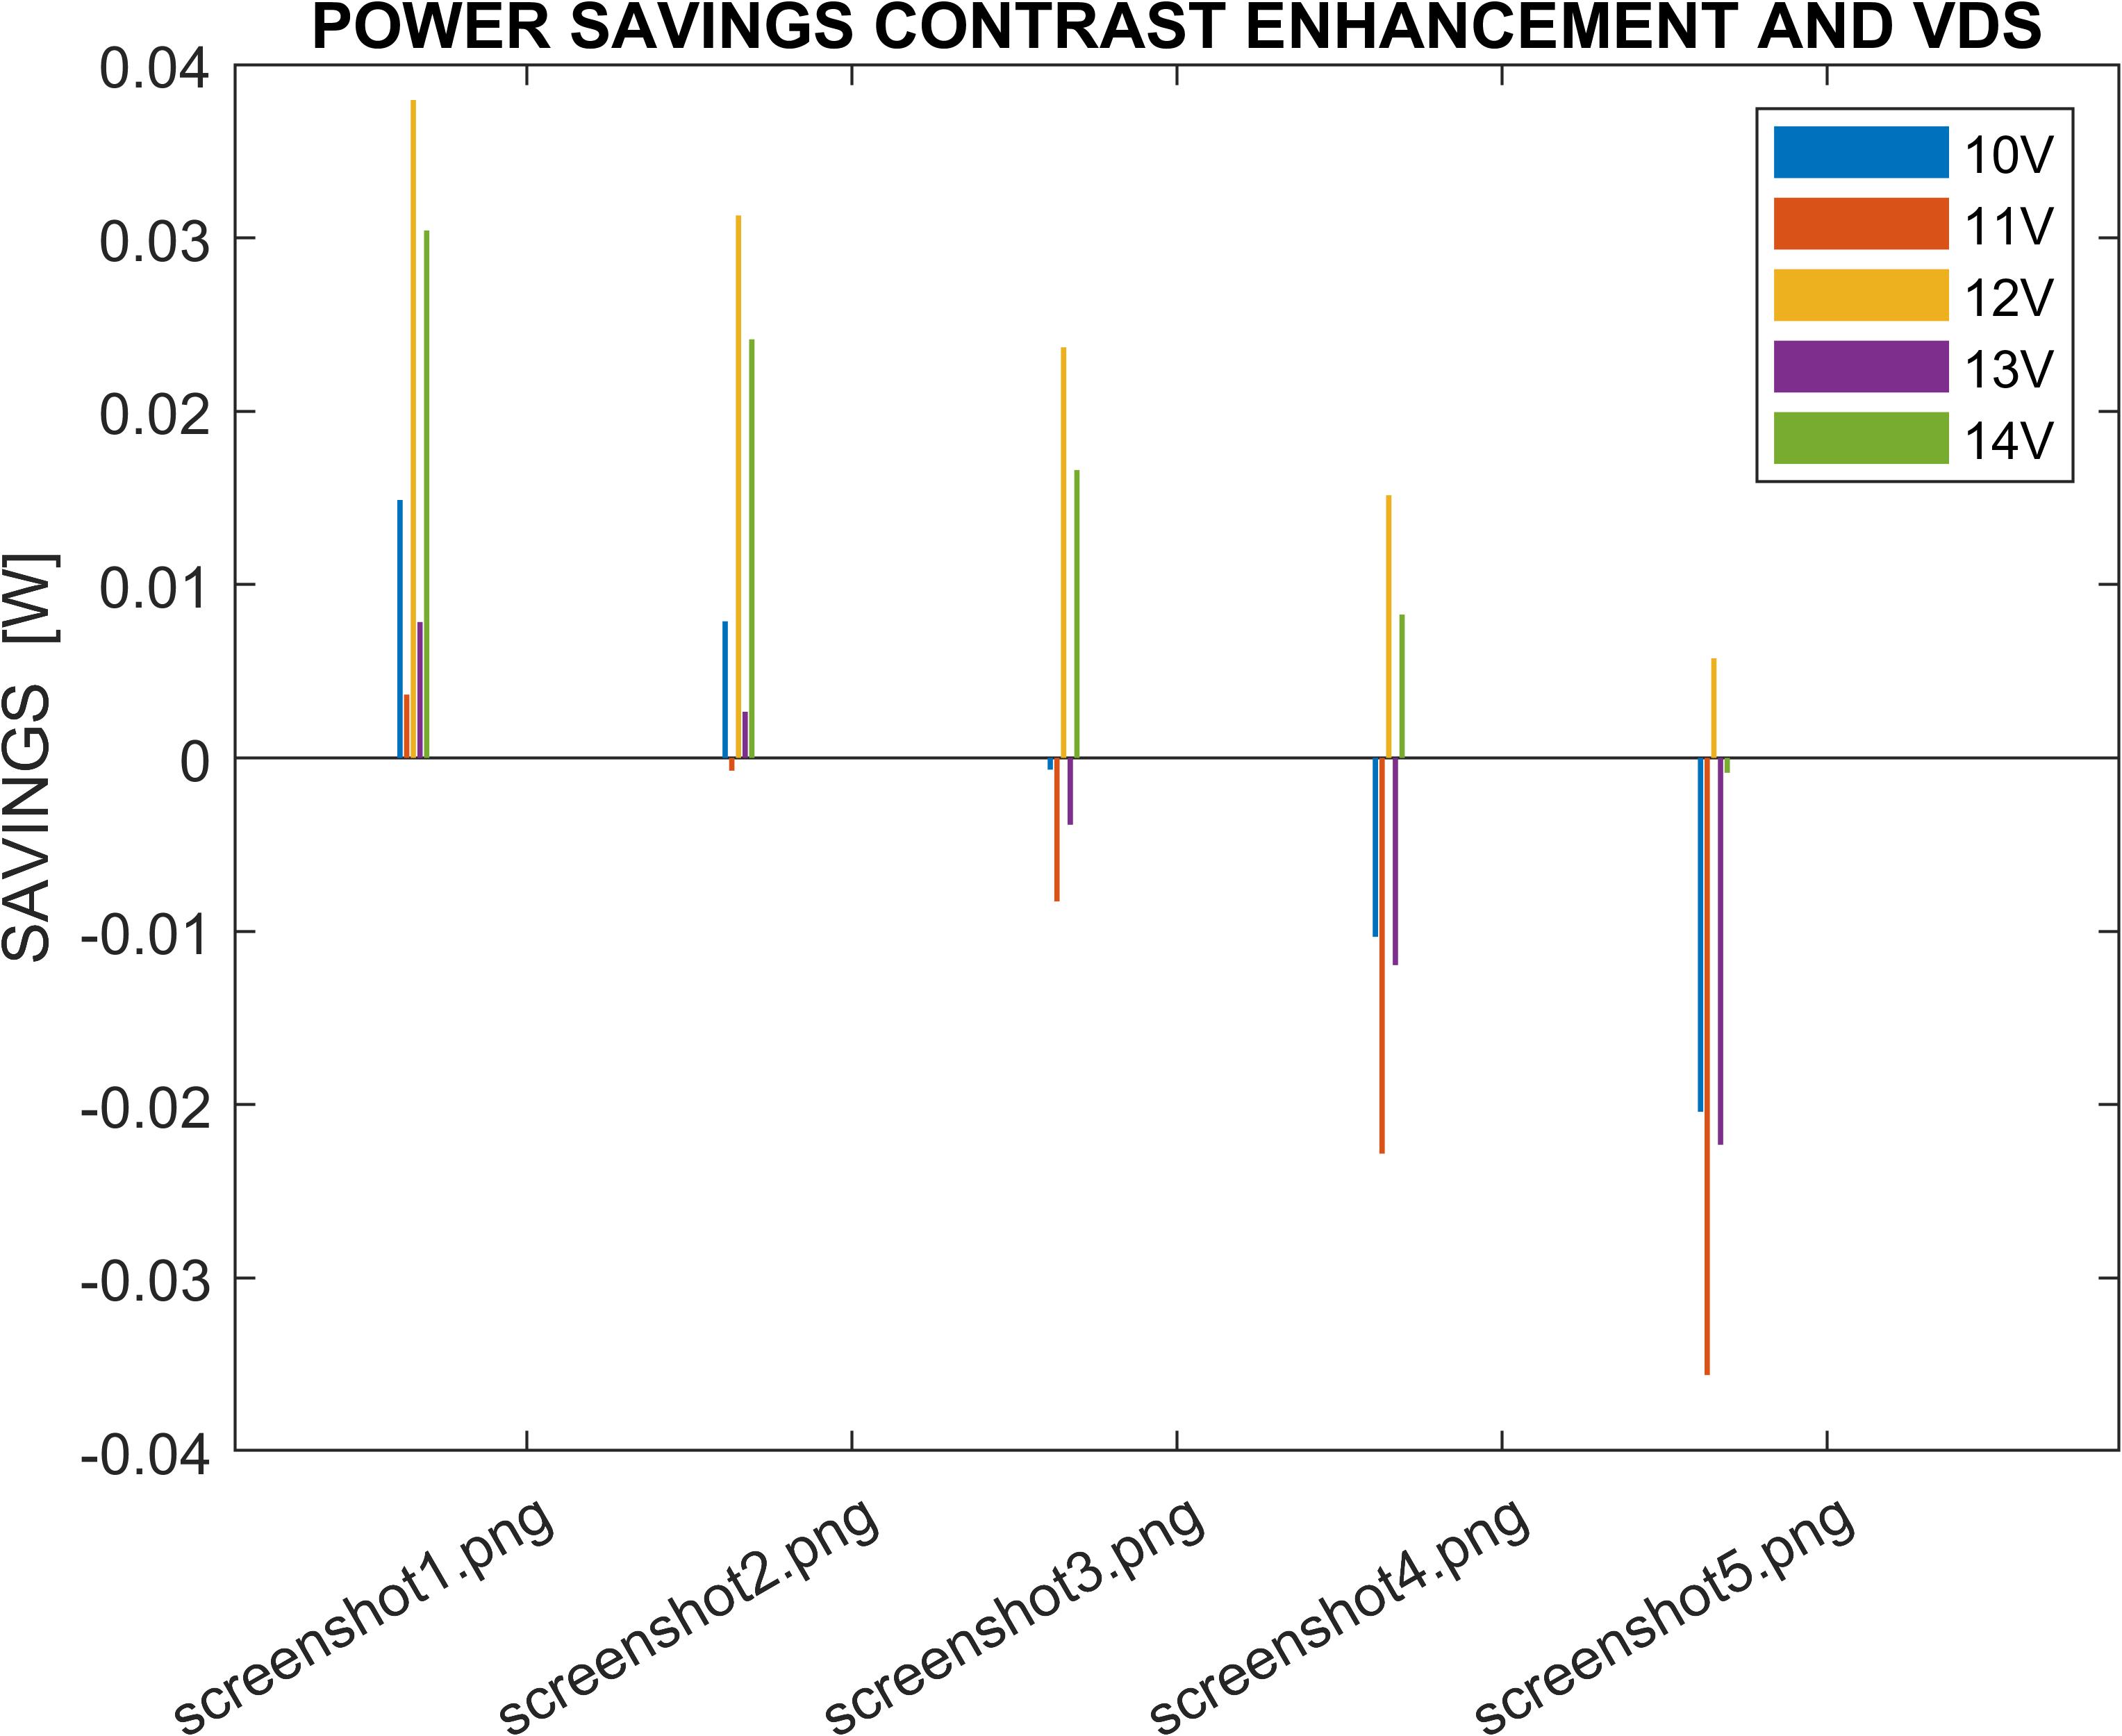 POWER SAVINGS CONTRAST ENHANCEMENT AND VDS
0.04
0.03
0.02
0.01
0
-0.01
-0.02
-0.03
-0.04
SAVINGS [W]
10V
11V
12V
13V
14V
screenshot1.png
screenshot2.png
screenshot3.png
screenshot4.png
screenshot5.png